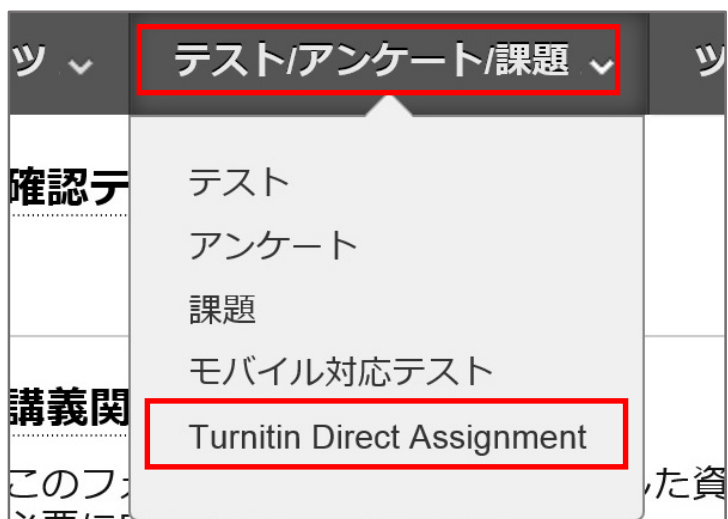 ツ テスト/アンケート/課題 ツ
確認テ
テスト
アンケート
課題
モバイル対応テスト
講義関
Turnitin Direct Assignment
このフ した資